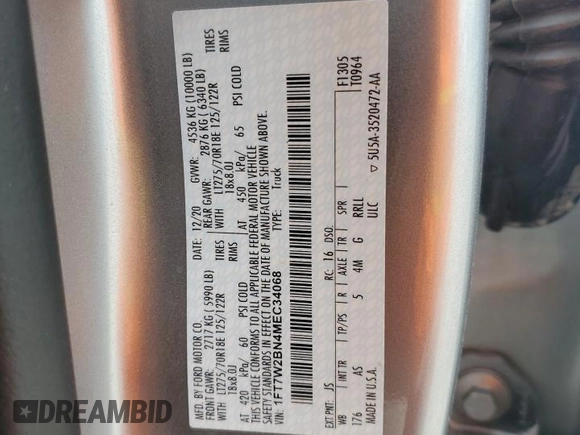 MFD. BY FORD MOTOR CO.
DATE: 12/20 GVWR: 4536 KG (10000 LB)
FRONT GAWR: 2717 KG ( 5990 LB) REAR GAWR: 2876 KG ( 6340 LB)
WITH LT275/70R18E 125/122R TIRES WITH LT275/70R18E 125/122R TIRES
18x8.0J RIMS 18x8.0J RIMS
AT 420 kPa/ 60 PSI COLD AT 450 kPa/ 65 PSI COLD
THIS VEHICLE CONFORMS TO ALL APPLICABLE FEDERAL MOTOR VEHICLE
SAFETY STANDARDS IN EFFECT ON THE DATE OF MANUFACTURE SHOWN ABOVE.
VIN: 1FT7W2BN4MEC34068 TYPE: Truck
F1305
T0964
EXT.PNT: JS RC: 16 DSO:
WB INT TR TP/PS R AXLE TR SPR
176 AS 5 4M G RRLL
MADE IN U.S.A. ULC
▽ 5U5A-3520472-AA
DREAMBID